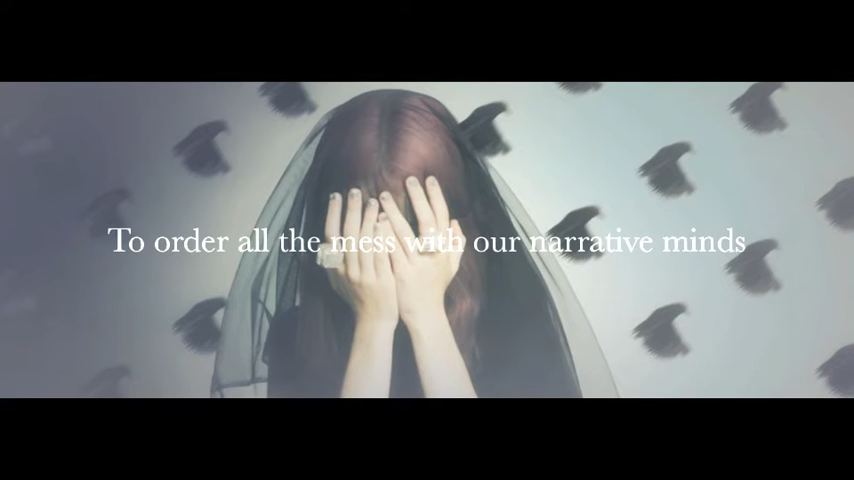 To order all the mess with our narrative minds